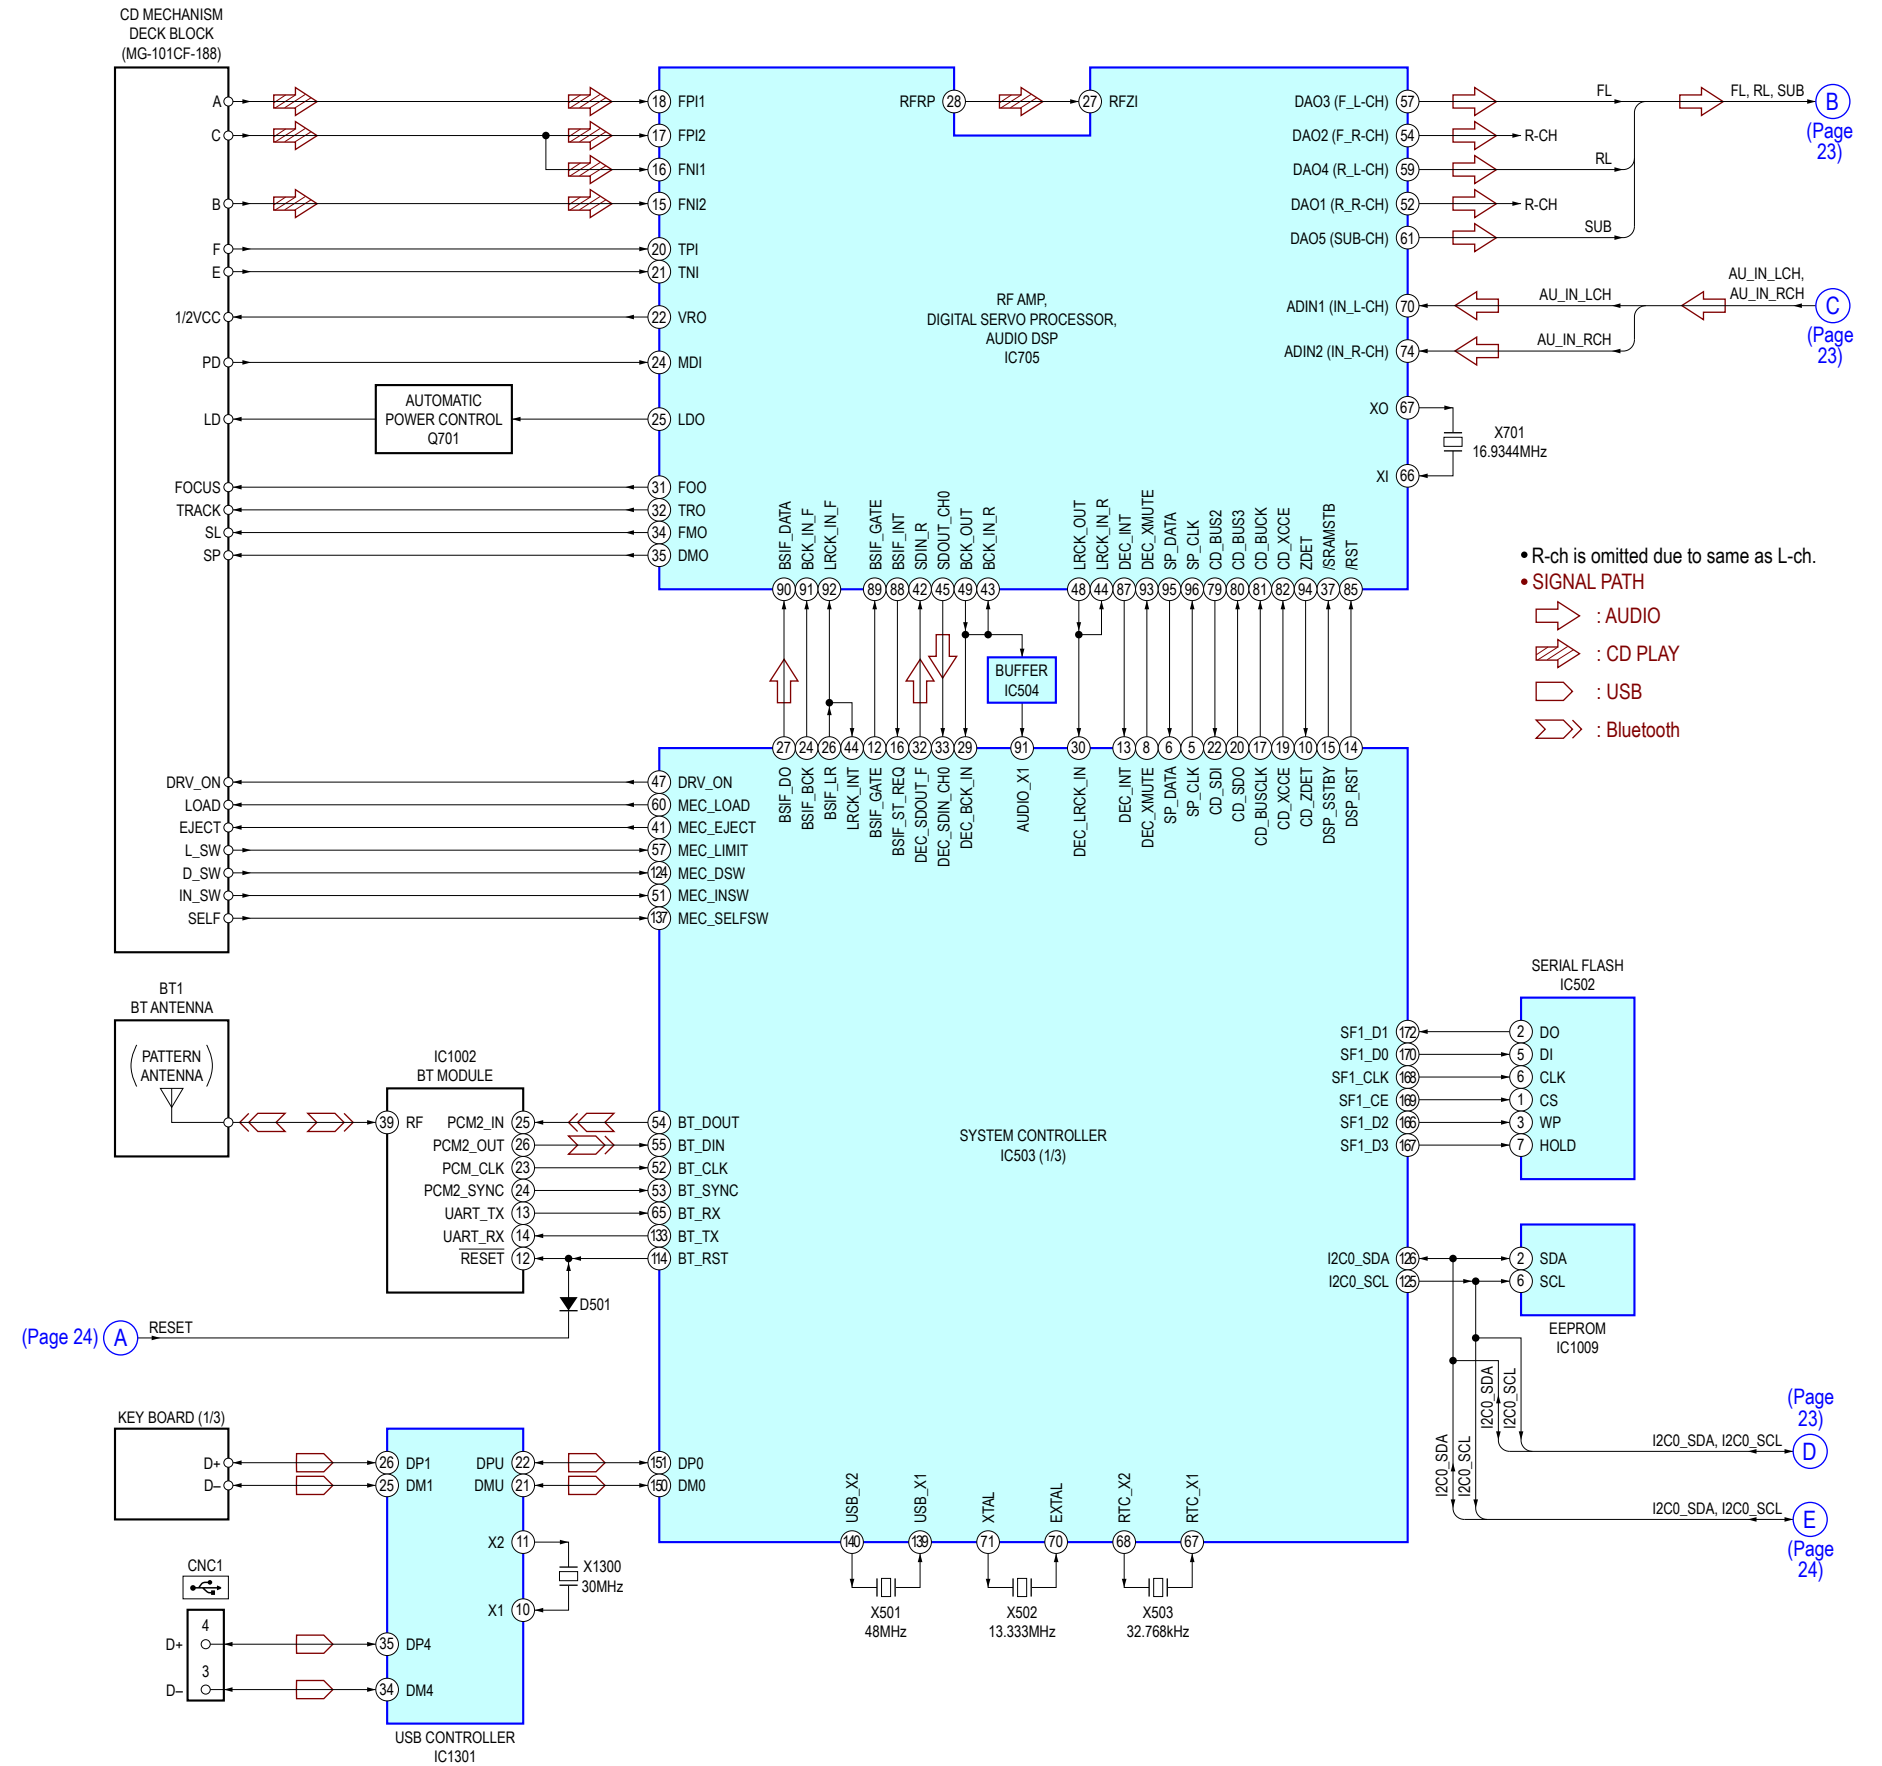 CD MECHANISM
DECK BLOCK
(MG-101CF-188)
A
C
B
F
E
1/2VCC
PD
LD
FOCUS
TRACK
SL
SP
DRV_ON
LOAD
EJECT
L_SW
D_SW
IN_SW
SELF
AUTOMATIC
POWER CONTROL
Q701
18 FPI1
17 FPI2
16 FNI1
15 FNI2
20 TPI
21 TNI
22 VRO
24 MDI
25 LDO
31 FOO
32 TRO
34 FMO
35 DMO
RFRP 28
27 RFZI
RF AMP,
DIGITAL SERVO PROCESSOR,
AUDIO DSP
IC705
DAO3 (F_L-CH) 57
DAO2 (F_R-CH) 54
DAO4 (R_L-CH) 59
DAO1 (R_R-CH) 52
DAO5 (SUB-CH) 61
ADIN1 (IN_L-CH) 70
ADIN2 (IN_R-CH) 74
XO 67
XI 66
FL
R-CH
RL
R-CH
SUB
FL, RL, SUB
B
(Page
23)
AU_IN_LCH
AU_IN_RCH
AU_IN_LCH,
AU_IN_RCH
C
(Page
23)
X701
16.9344MHz
BSIF_DATA 90
BCK_IN_F 91
LRCK_IN_F 92
BSIF_GATE 89
BSIF_INT 88
SDIN_R 42
SDOUT_CH0 45
BCK_OUT 49
BCK_IN_R 43
LRCK_OUT 48
LRCK_IN_R 44
DEC_INT 87
DEC_XMUTE 93
SP_DATA 95
SP_CLK 96
CD_BUS2 79
CD_BUS3 80
CD_BUCK 81
CD_XCCE 82
ZDET 94
/SRAMSTB 37
/RST 85
• R-ch is omitted due to same as L-ch.
• SIGNAL PATH
: AUDIO
: CD PLAY
: USB
: Bluetooth
BUFFER
IC504
27 BSIF_DO
24 BSIF_BCK
26 BSIF_LR
44 LRCK_INT
12 BSIF_GATE
16 BSIF_ST_REQ
32 DEC_SDOUT_F
33 DEC_SDIN_CH0
29 DEC_BCK_IN
91 AUDIO_X1
30 DEC_LRCK_IN
13 DEC_INT
8 DEC_XMUTE
6 SP_DATA
5 SP_CLK
22 CD_SDI
20 CD_SDO
17 CD_BUSCLK
19 CD_XCCE
10 CD_ZDET
15 DSP_SSTBY
14 DSP_RST
47 DRV_ON
60 MEC_LOAD
41 MEC_EJECT
57 MEC_LIMIT
124 MEC_DSW
51 MEC_INSW
137 MEC_SELFSW
BT1
BT ANTENNA
(PATTERN
ANTENNA)
IC1002
BT MODULE
39 RF
PCM2_IN 25
PCM2_OUT 26
PCM_CLK 23
PCM2_SYNC 24
UART_TX 13
UART_RX 14
RESET 12
54 BT_DOUT
55 BT_DIN
52 BT_CLK
53 BT_SYNC
65 BT_RX
133 BT_TX
114 BT_RST
D501
(Page 24) A RESET
SYSTEM CONTROLLER
IC503 (1/3)
SERIAL FLASH
IC502
SF1_D1 172
SF1_D0 170
SF1_CLK 168
SF1_CE 169
SF1_D2 166
SF1_D3 167
2 DO
5 DI
6 CLK
1 CS
3 WP
7 HOLD
I2C0_SDA 126
I2C0_SCL 125
2 SDA
6 SCL
EEPROM
IC1009
I2C0_SDA
I2C0_SCL
I2C0_SDA
I2C0_SCL
(Page
23)
I2C0_SDA, I2C0_SCL D
I2C0_SDA, I2C0_SCL E
(Page
24)
KEY BOARD (1/3)
D+
D–
26 DP1
25 DM1
DPU 22
DMU 21
151 DP0
150 DM0
X2 11
X1 10
X1300
30MHz
CNC1
4
D+
3
D–
35 DP4
34 DM4
USB CONTROLLER
IC1301
USB_X2 140
USB_X1 139
XTAL 71
EXTAL 70
RTC_X2 68
RTC_X1 67
X501
48MHz
X502
13.333MHz
X503
32.768kHz